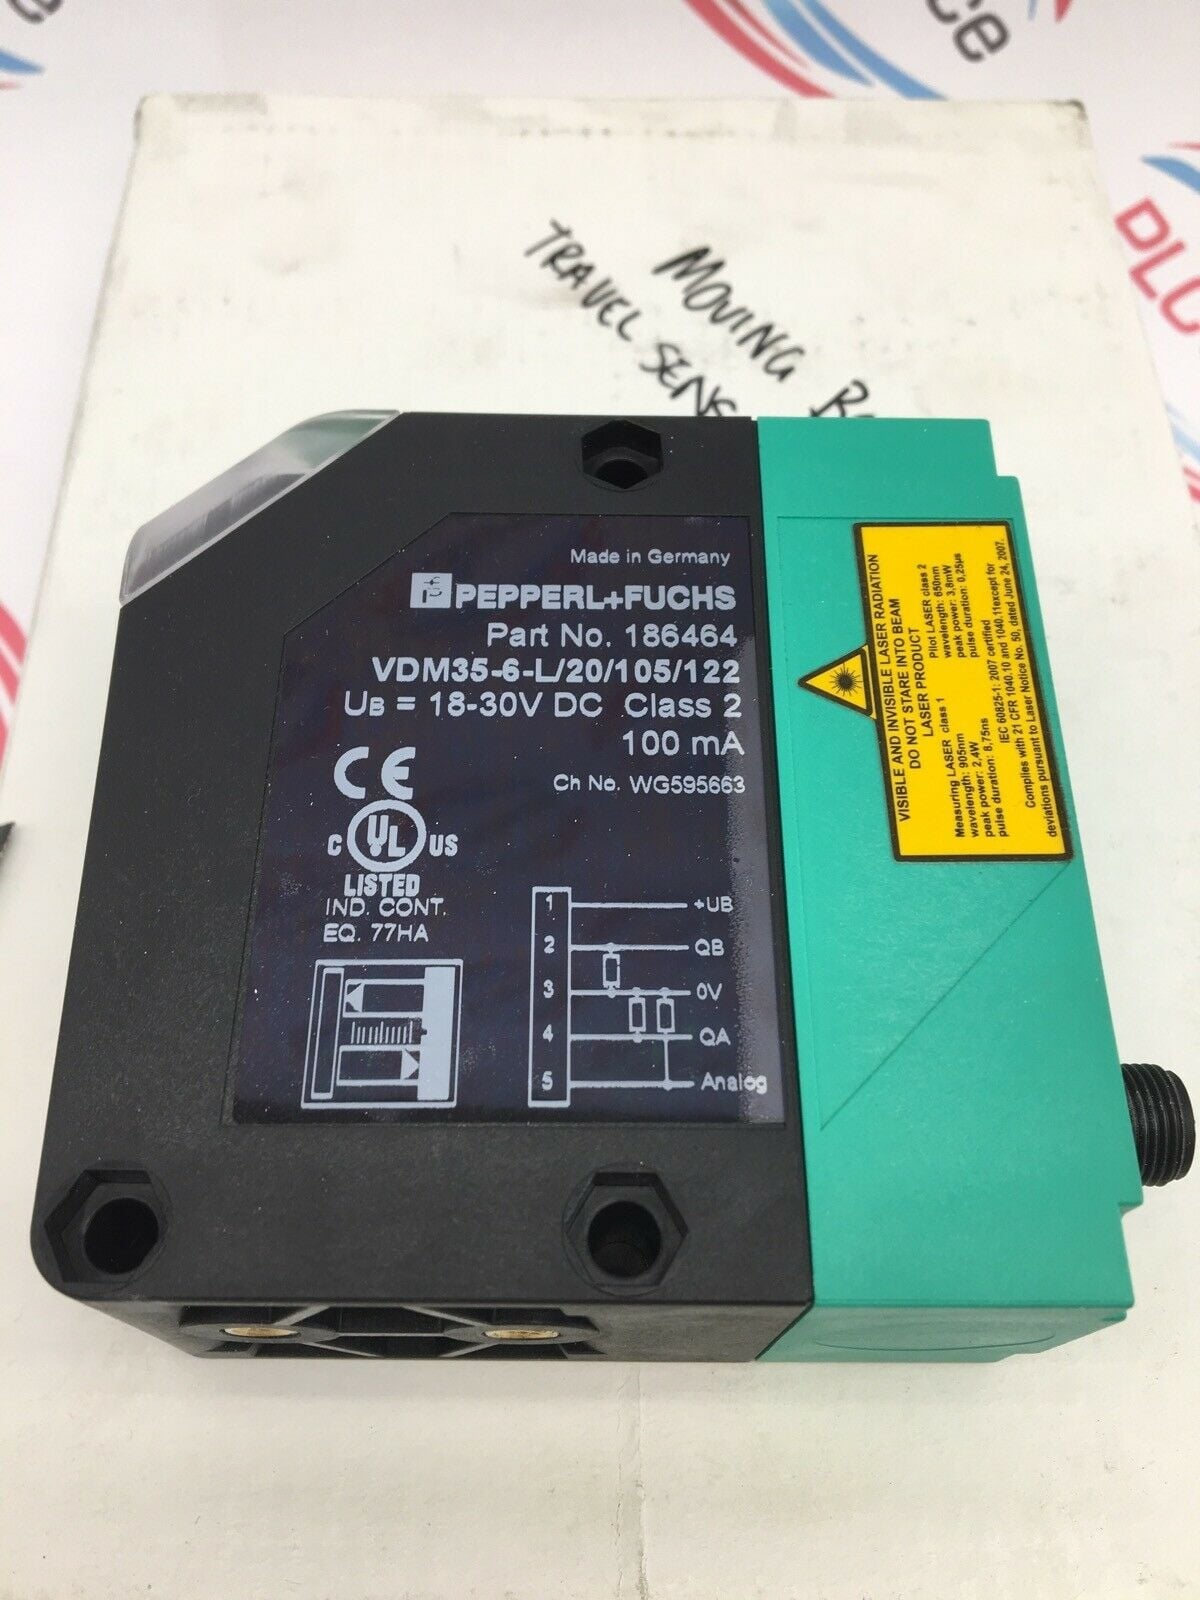 ce
PLC
MOVING
TRAVEL
Made in Germany
PEPPERL+FUCHS
Part No. 186464
VDM35-6-L/20/105/122
UB = 18-30V DC Class 2
100 mA
Ch No. WG595663
CE
C UL US
LISTED
IND. CONT.
EQ. 77HA
1 +UB
2 QB
3 0V
4 QA
5 Analog
VISIBLE AND INVISIBLE LASER RADIATION
DO NOT STARE INTO BEAM
LASER PRODUCT
Measuring LASER class 1
wavelength: 905nm
peak power: 2,4W
pulse duration: 8,75ns
Pilot LASER class 2
wavelength: 650nm
peak power: 3,8mW
pulse duration: 0,25µs
IEC 60825-1: 2007 certified
Complies with 21 CFR 1040.10 and 1040.11except for
deviations pursuant to Laser Notice No. 50, dated June 24, 2007.